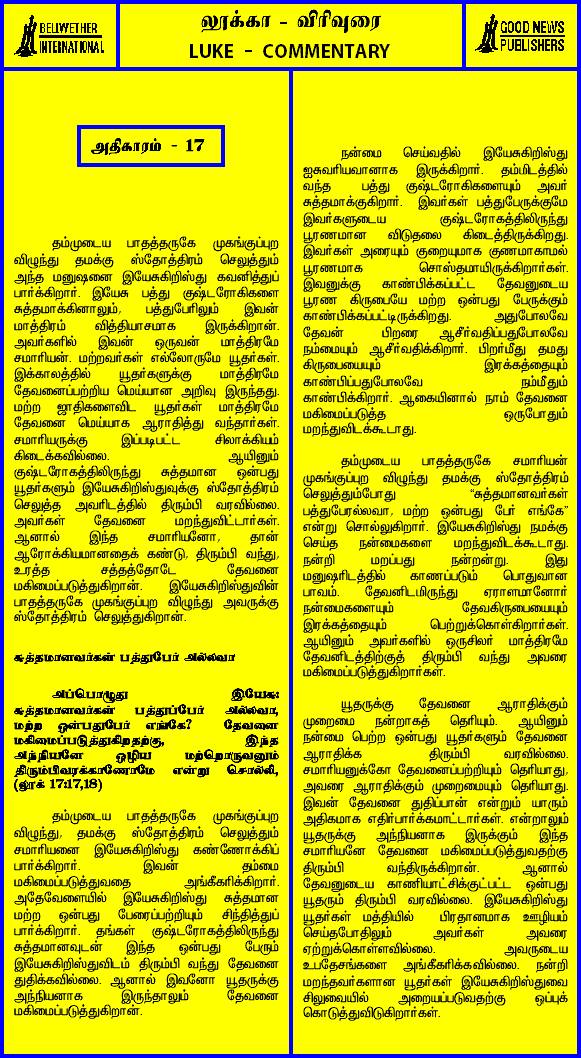 BELLWETHER
INTERNATIONAL
லூக்கா - விரிவுரை
LUKE - COMMENTARY
GOOD NEWS
PUBLISHERS
அதிகாரம் - 17
தம்முடைய பாதத்தருகே முகங்குப்புற
விழுந்து தமக்கு ஸ்தோத்திரம் செலுத்தும்
அந்த மனுஷனை இயேசுகிறிஸ்து கவனித்துப்
பார்க்கிறார். இயேசு பத்து குஷ்டரோகிகளை
சுத்தமாக்கினாலும், பத்துபேரிலும் இவன்
மாத்திரம் வித்தியாசமாக இருக்கிறான்.
அவர்களில் இவன் ஒருவன் மாத்திரமே
சமாரியன். மற்றவர்கள் எல்லோருமே யூதர்கள்.
இக்காலத்தில் யூதர்களுக்கு மாத்திரமே
தேவனைப்பற்றிய மெய்யான அறிவு இருந்தது.
மற்ற ஜாதிகளைவிட யூதர்கள் மாத்திரமே
தேவனை மெய்யாக ஆராதித்து வந்தார்கள்.
சமாரியருக்கு இப்படிபட்ட சிலாக்கியம்
கிடைக்கவில்லை. ஆயினும்
குஷ்டரோகத்திலிருந்து சுத்தமான ஒன்பது
யூதர்களும் இயேசுகிறிஸ்துவுக்கு ஸ்தோத்திரம்
செலுத்த அவரிடத்தில் திரும்பி வரவில்லை.
அவர்கள் தேவனை மறந்துவிட்டார்கள்.
ஆனால் இந்த சமாரியனோ, தான்
ஆரோக்கியமானதைக் கண்டு, திரும்பி வந்து,
உரத்த சத்தத்தோடே தேவனை
மகிமைப்படுத்துகிறான். இயேசுகிறிஸ்துவின்
பாதத்தருகே முகங்குப்புற விழுந்து அவருக்கு
ஸ்தோத்திரம் செலுத்துகிறான்.
சுத்தமானவர்கள் பத்துபேர் அல்லவா
அப்பொழுது இயேசு:
சுத்தமானவர்கள் பத்துப்பேர் அல்லவா,
மற்ற ஒன்பதுபேர் எங்கே? தேவனை
மகிமைப்படுத்துகிறதற்கு, இந்த
அந்நியனே ஒழிய மற்றொருவனும்
திரும்பிவரக்காணோமே என்று சொல்லி,
(லூக் 17:17,18)
தம்முடைய பாதத்தருகே முகங்குப்புற
விழுந்து, தமக்கு ஸ்தோத்திரம் செலுத்தும்
சமாரியனை இயேசுகிறிஸ்து கண்ணோக்கிப்
பார்க்கிறார். இவன் தம்மை
மகிமைப்படுத்துவதை அங்கீகரிக்கிறார்.
அதேவேளையில் இயேசுகிறிஸ்து சுத்தமான
மற்ற ஒன்பது பேரைப்பற்றியும் சிந்தித்துப்
பார்க்கிறார். தங்கள் குஷ்டரோகத்திலிருந்து
சுத்தமானவுடன் இந்த ஒன்பது பேரும்
இயேசுகிறிஸ்துவிடம் திரும்பி வந்து தேவனை
துதிக்கவில்லை. ஆனால் இவனோ யூதருக்கு
அந்நியனாக இருந்தாலும் தேவனை
மகிமைப்படுத்துகிறான்.
நன்மை செய்வதில் இயேசுகிறிஸ்து
ஐசுவரியவானாக இருக்கிறார். தம்மிடத்தில்
வந்த பத்து குஷ்டரோகிகளையும் அவர்
சுத்தமாக்குகிறார். இவர்கள் பத்துபேருக்குமே
இவர்களுடைய குஷ்டரோகத்திலிருந்து
பூரணமான விடுதலை கிடைத்திருக்கிறது.
இவர்கள் அரையும் குறையுமாக குணமாகாமல்
பூரணமாக சொஸ்தமாயிருக்கிறார்கள்.
இவனுக்கு காண்பிக்கப்பட்ட தேவனுடைய
பூரண கிருபையே மற்ற ஒன்பது பேருக்கும்
காண்பிக்கப்பட்டிருக்கிறது. அதுபோலவே
தேவன் பிறரை ஆசீர்வதிப்பதுபோலவே
நம்மையும் ஆசீர்வதிக்கிறார். பிறர்மீது தமது
கிருபையையும் இரக்கத்தையும்
காண்பிப்பதுபோலவே நம்மீதும்
காண்பிக்கிறார். ஆகையினால் நாம் தேவனை
மகிமைப்படுத்த ஒருபோதும்
மறந்துவிடக்கூடாது.
தம்முடைய பாதத்தருகே சமாரியன்
முகங்குப்புற விழுந்து தமக்கு ஸ்தோத்திரம்
செலுத்தும்போது “சுத்தமானவர்கள்
பத்துபேரல்லவா, மற்ற ஒன்பது பேர் எங்கே”
என்று சொல்லுகிறார். இயேசுகிறிஸ்து நமக்கு
செய்த நன்மைகளை மறந்துவிடக்கூடாது.
நன்றி மறப்பது நன்றன்று. இது
மனுஷரிடத்தில் காணப்படும் பொதுவான
பாவம். தேவனிடமிருந்து ஏராளமானோர்
நன்மைகளையும் தேவகிருபையையும்
இரக்கத்தையும் பெற்றுக்கொள்கிறார்கள்.
ஆயினும் அவர்களில் ஒருசிலர் மாத்திரமே
தேவனிடத்திற்குத் திரும்பி வந்து அவரை
மகிமைப்படுத்துகிறார்கள்.
யூதருக்கு தேவனை ஆராதிக்கும்
முறைமை நன்றாகத் தெரியும். ஆயினும்
நன்மை பெற்ற ஒன்பது யூதர்களும் தேவனை
ஆராதிக்க திரும்பி வரவில்லை.
சமாரியனுக்கோ தேவனைப்பற்றியும் தெரியாது,
அவரை ஆராதிக்கும் முறைமையும் தெரியாது.
இவன் தேவனை துதிப்பான் என்றும் யாரும்
அதிகமாக எதிர்பார்க்கமாட்டார்கள். என்றாலும்
யூதருக்கு அந்நியனாக இருக்கும் இந்த
சமாரியனே தேவனை மகிமைப்படுத்துவதற்கு
திரும்பி வந்திருக்கிறான். ஆனால்
தேவனுடைய காணியாட்சிக்குட்பட்ட ஒன்பது
யூதரும் திரும்பி வரவில்லை. இயேசுகிறிஸ்து
யூதர்கள் மத்தியில் பிரதானமாக ஊழியம்
செய்தபோதிலும் அவர்கள் அவரை
ஏற்றுக்கொள்ளவில்லை. அவருடைய
உபதேசங்களை அங்கீகரிக்கவில்லை. நன்றி
மறந்தவர்களான யூதர்கள் இயேசுகிறிஸ்துவை
சிலுவையில் அறையப்படுவதற்கு ஒப்புக்
கொடுத்துவிடுகிறார்கள்.